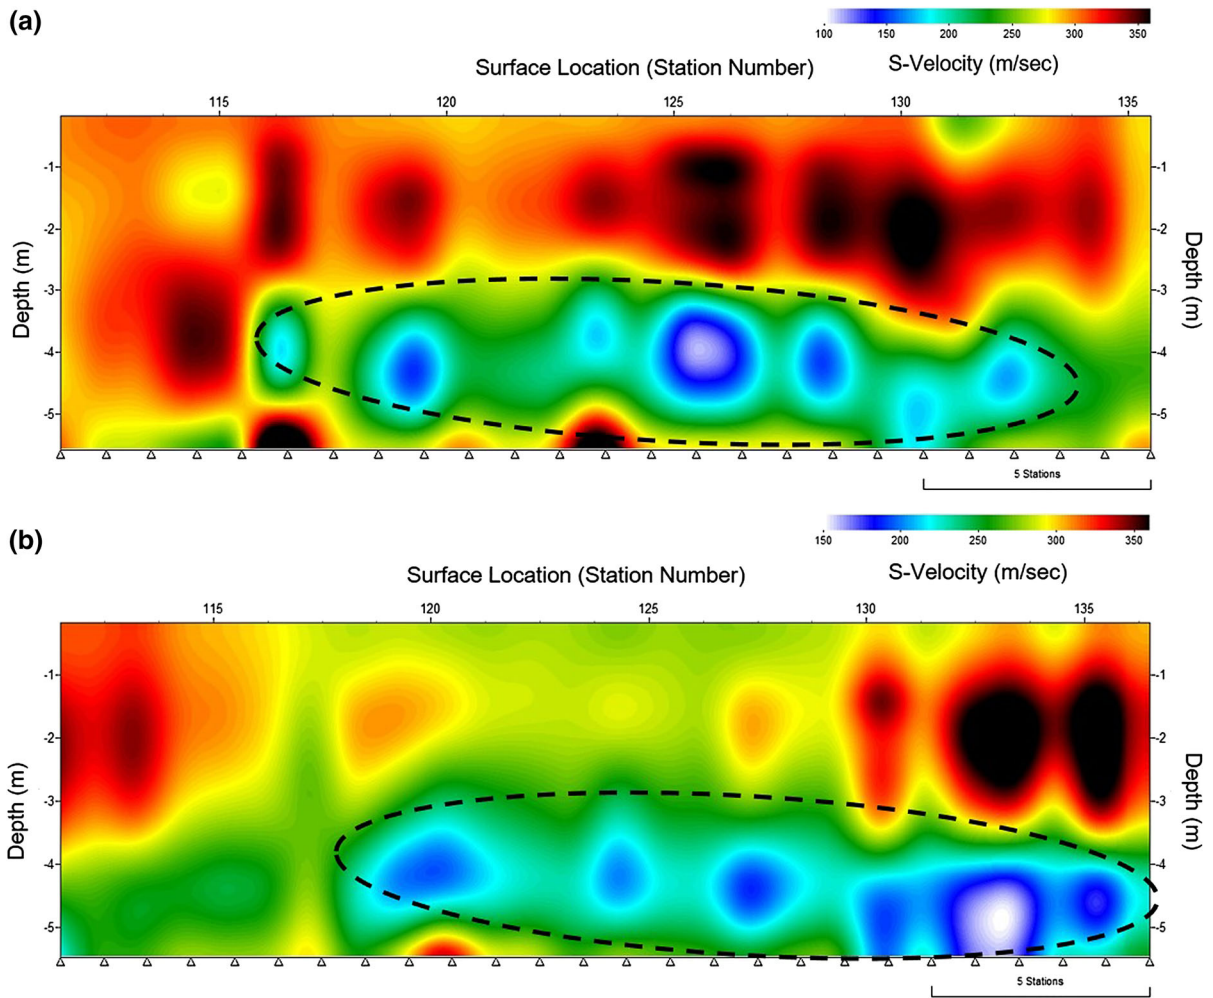 (a)
100 150 200 250 300 350
Surface Location (Station Number) S-Velocity (m/sec)
115 120 125 130 135
Depth (m)
-1
-2
-3
-4
-5
-1
-2
-3
-4
-5
Depth (m)
5 Stations
(b)
150 200 250 300 350
Surface Location (Station Number) S-Velocity (m/sec)
115 120 125 130 135
Depth (m)
-1
-2
-3
-4
-5
-1
-2
-3
-4
-5
Depth (m)
5 Stations